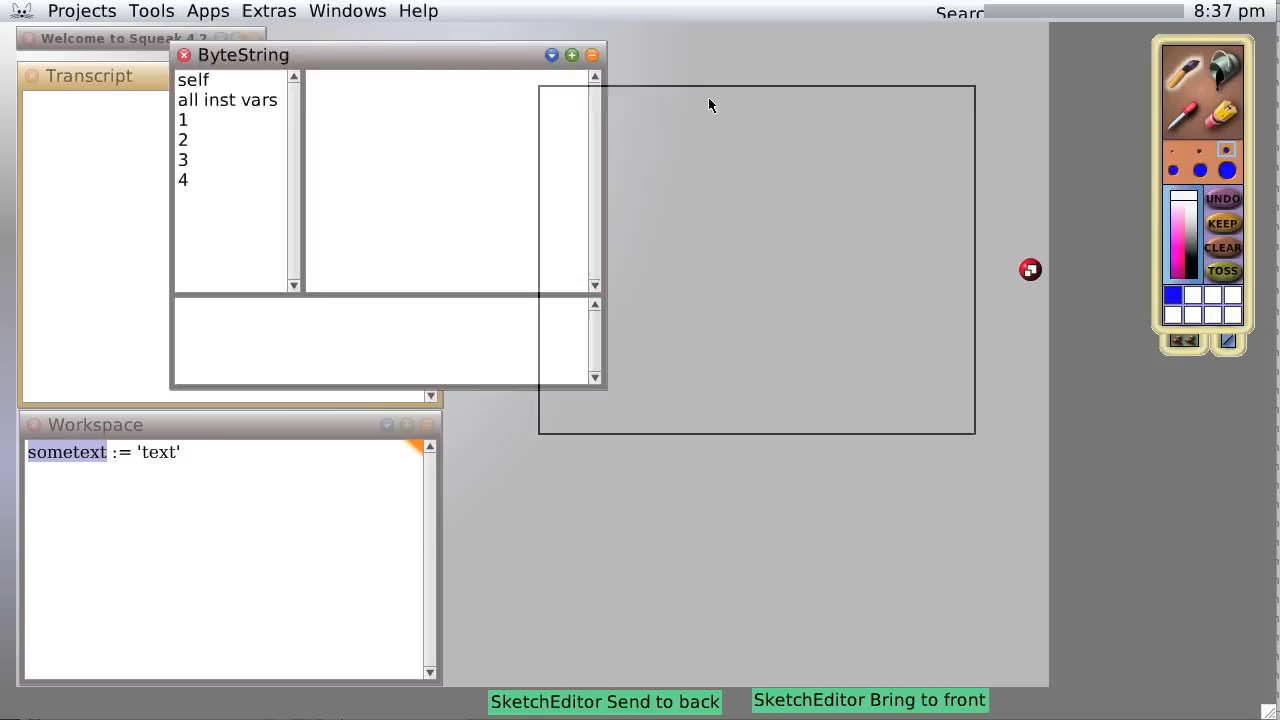 Projects Tools Apps Extras Windows Help
Searc
8:37 pm
Welcome to Squeak 4.2
ByteString
Transcript
self
all inst vars
1
2
3
4
UNDO
KEEP
CLEAR
TOSS
Workspace
sometext := 'text'
SketchEditor Send to back
SketchEditor Bring to front